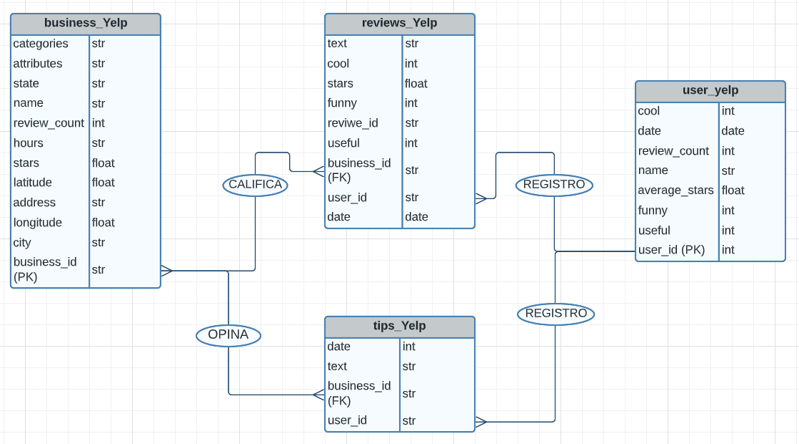 business_Yelp
categories str
attributes str
state str
name str
review_count int
hours str
stars float
latitude float
address str
longitude float
city str
business_id
(PK) str
reviews_Yelp
text str
cool int
stars float
funny int
reviwe_id str
useful int
business_id
(FK) str
user_id str
date date
user_yelp
cool int
date date
review_count int
name str
average_stars float
funny int
useful int
user_id (PK) int
CALIFICA
REGISTRO
OPINA
REGISTRO
tips_Yelp
date int
text str
business_id
(FK) str
user_id str